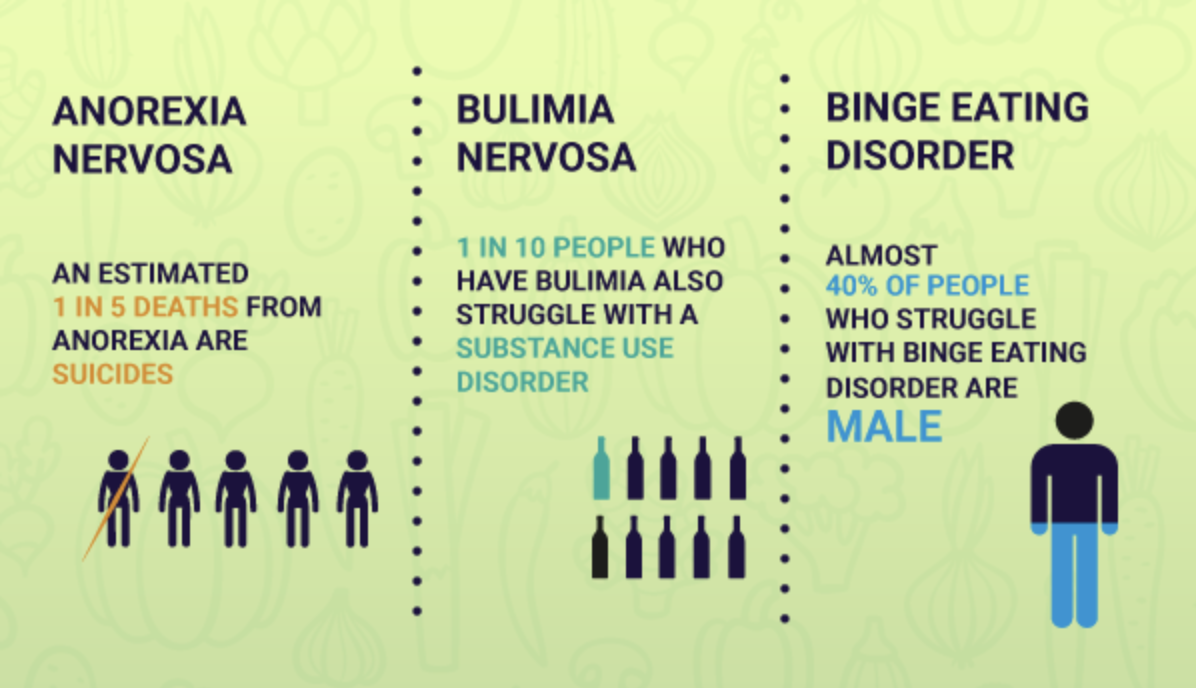 ANOREXIA
NERVOSA
AN ESTIMATED
1 IN 5 DEATHS FROM
ANOREXIA ARE
SUICIDES
BULIMIA
NERVOSA
1 IN 10 PEOPLE WHO
HAVE BULIMIA ALSO
STRUGGLE WITH A
SUBSTANCE USE
DISORDER
BINGE EATING
DISORDER
ALMOST
40% OF PEOPLE
WHO STRUGGLE
WITH BINGE EATING
DISORDER ARE
MALE